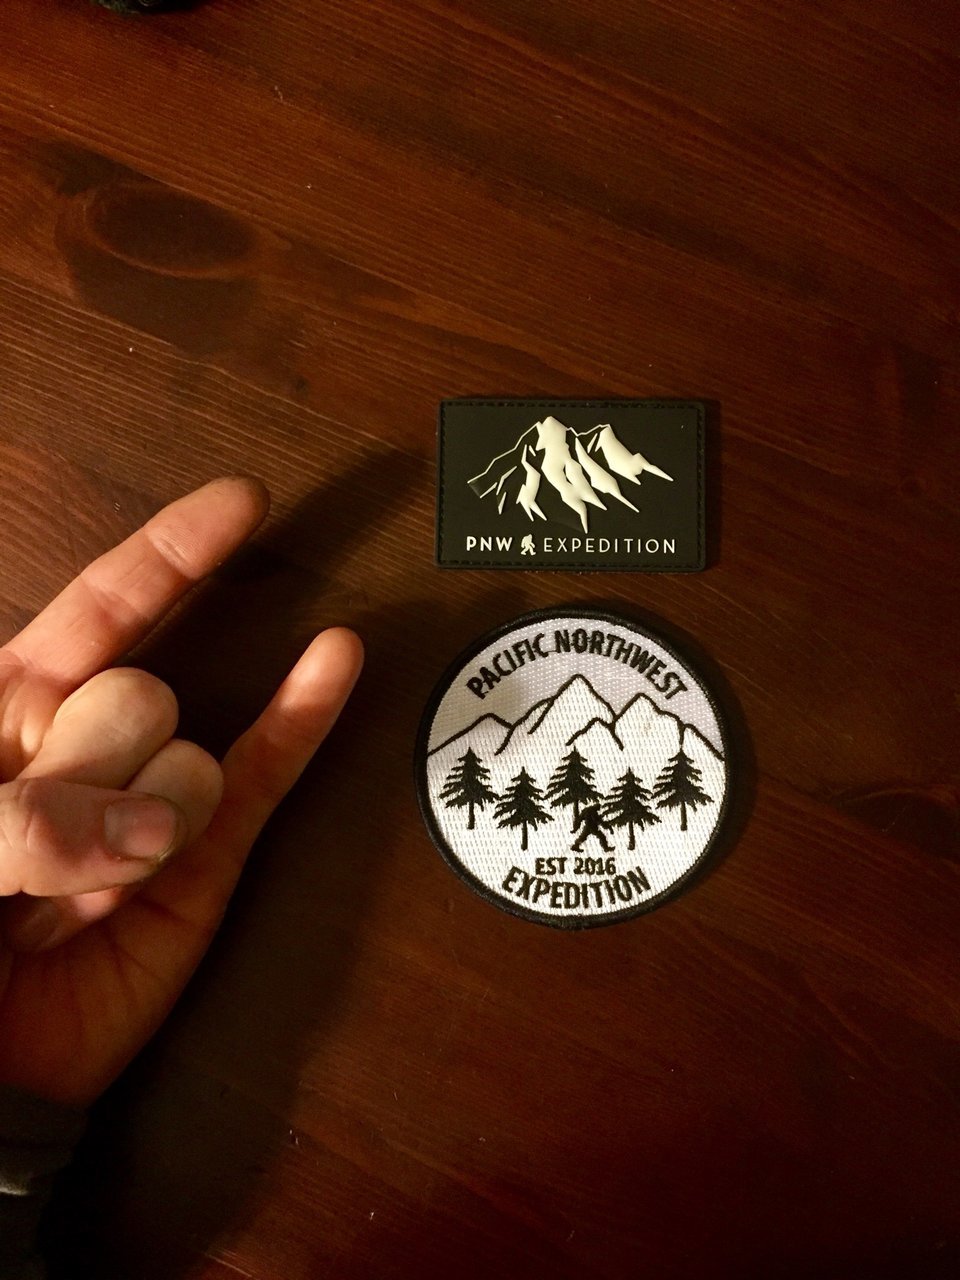 PNW EXPEDITION
PACIFIC NORTHWEST
EST 2016
EXPEDITION